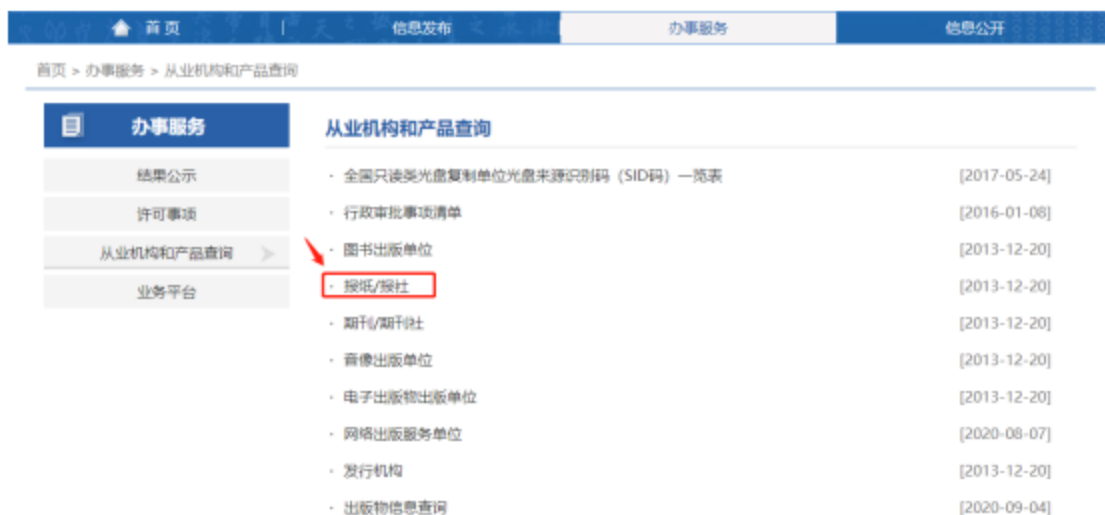 首页 信息发布 办事服务 信息公开
首页 > 办事服务 > 从业机构和产品查询
办事服务
结果公示
许可事项
从业机构和产品查询
业务平台
从业机构和产品查询
· 全国只读类光盘复制单位光盘来源识别码（SID码）一览表 [2017-05-24]
· 行政审批事项清单 [2016-01-08]
· 图书出版单位 [2013-12-20]
· 报纸/报社 [2013-12-20]
· 期刊/期刊社 [2013-12-20]
· 音像出版单位 [2013-12-20]
· 电子出版物出版单位 [2013-12-20]
· 网络出版服务单位 [2020-08-07]
· 发行机构 [2013-12-20]
· 出版物信息查询 [2020-09-04]